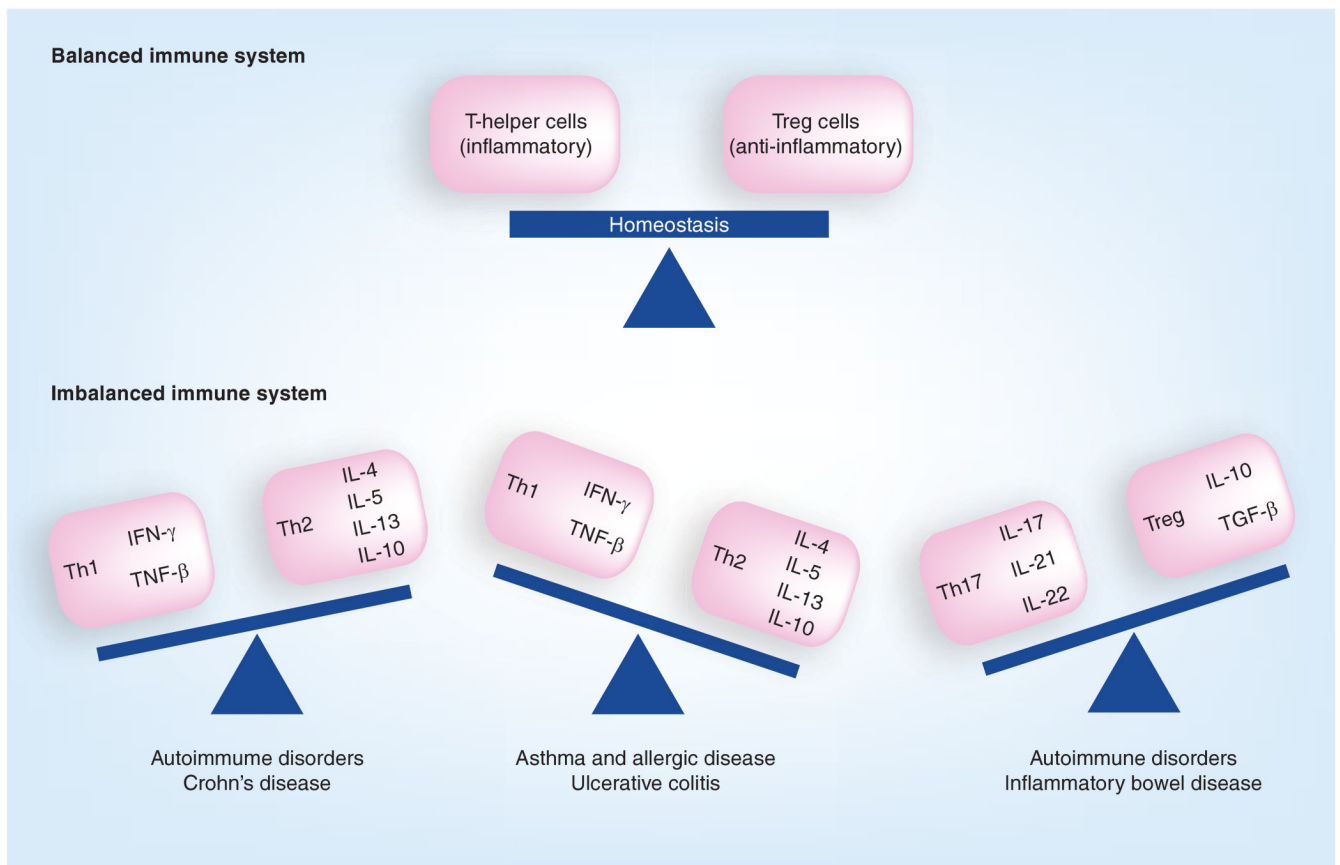 Balanced immune system
T-helper cells
(inflammatory)
Treg cells
(anti-inflammatory)
Homeostasis
Imbalanced immune system
Th1
IFN-γ
TNF-β
Th2
IL-4
IL-5
IL-13
IL-10
Autoimmume disorders
Crohn's disease
Th1
IFN-γ
TNF-β
Th2
IL-4
IL-5
IL-13
IL-10
Asthma and allergic disease
Ulcerative colitis
Th17
IL-17
IL-21
IL-22
Treg
IL-10
TGF-β
Autoimmune disorders
Inflammatory bowel disease